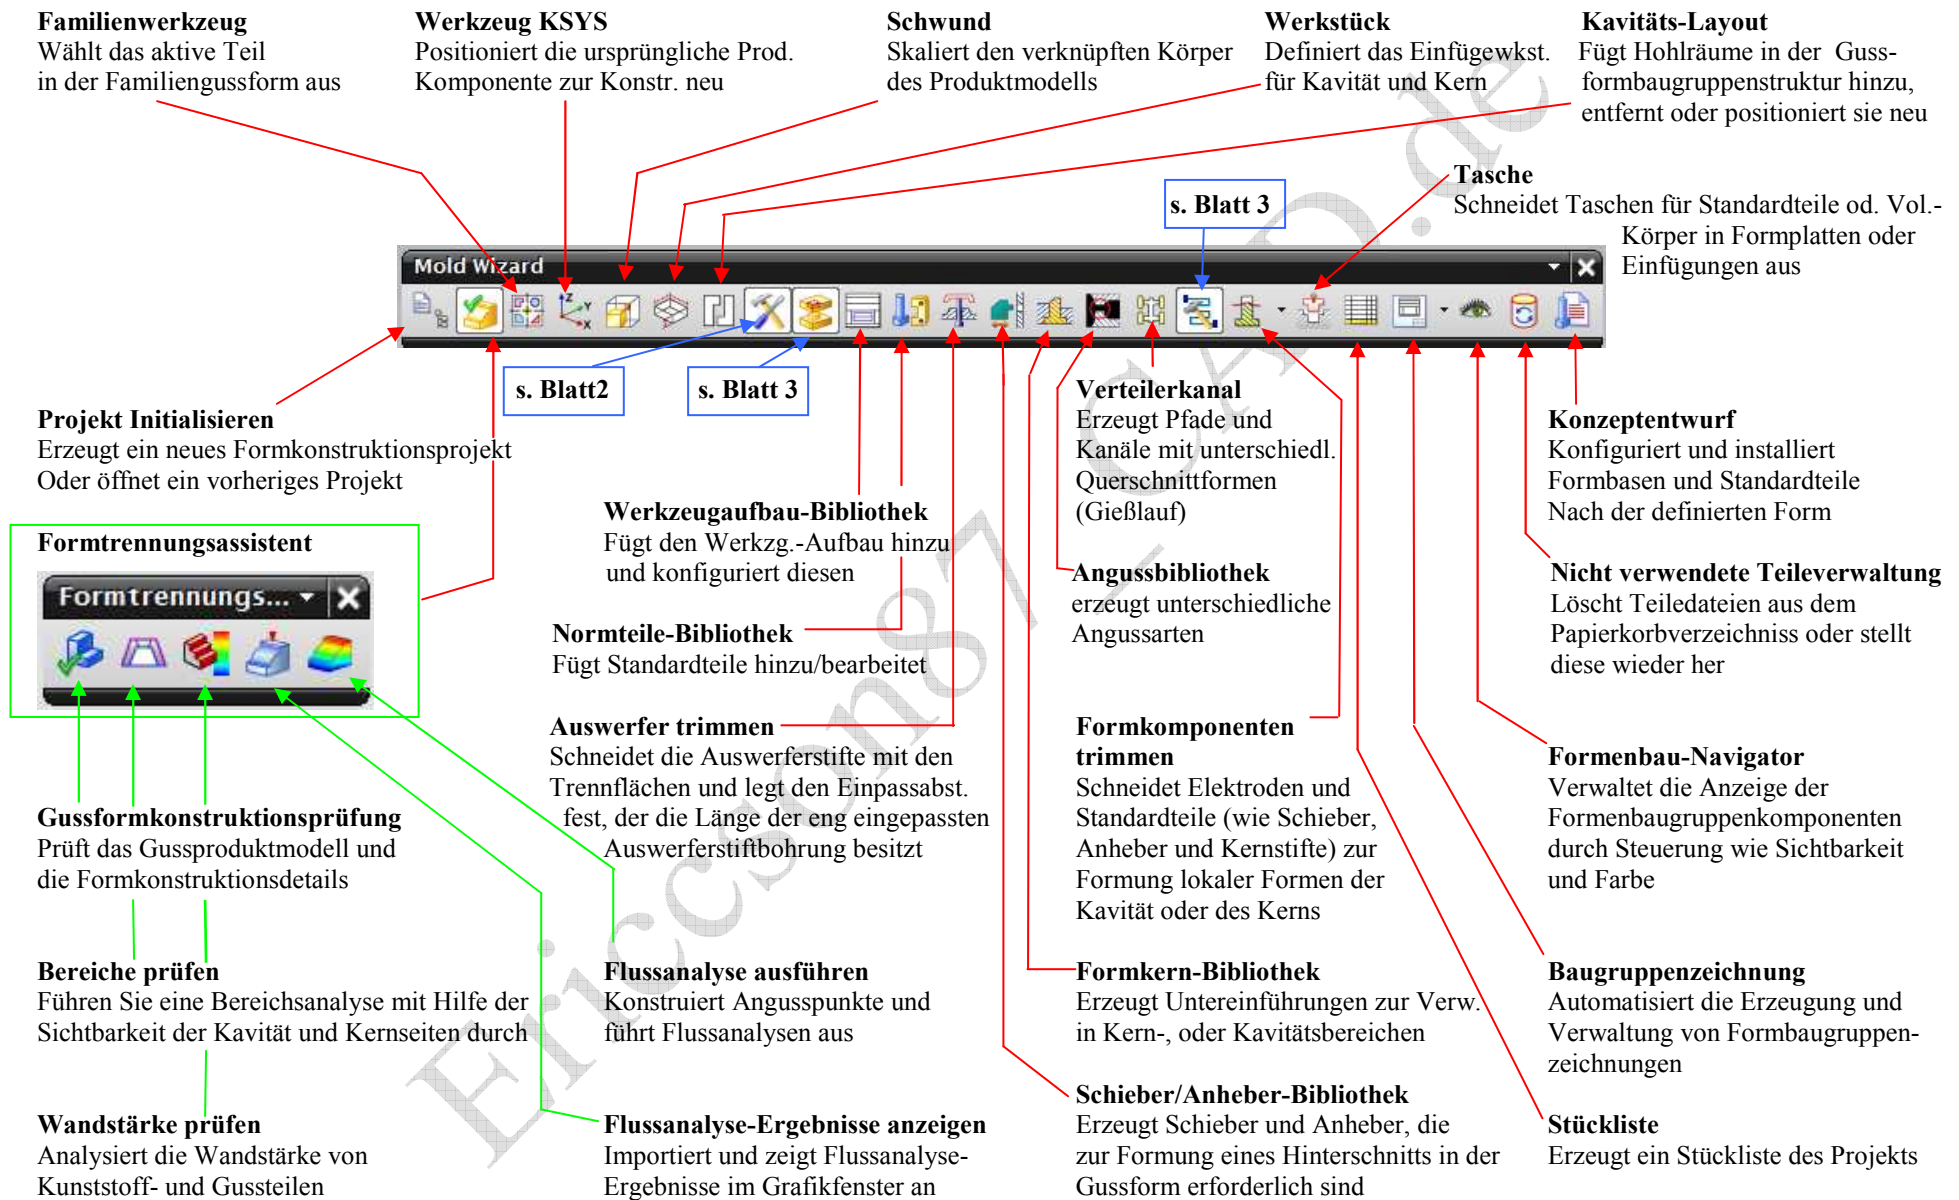 Familienwerkzeug
Wählt das aktive Teil
in der Familiengussform aus
Werkzeug KSYS
Positioniert die ursprüngliche Prod.
Komponente zur Konstr. neu
Schwund
Skaliert den verknüpften Körper
des Produktmodells
Werkstück
Definiert das Einfügewkst.
für Kavität und Kern
Kavitäts-Layout
Fügt Hohlräume in der Guss-
formbaugruppenstruktur hinzu,
entfernt oder positioniert sie neu
Tasche
Schneidet Taschen für Standardteile od. Vol.-
Körper in Formplatten oder
Einfügungen aus
s. Blatt 3
Mold Wizard
s. Blatt2
s. Blatt 3
Projekt Initialisieren
Erzeugt ein neues Formkonstruktionsprojekt
Oder öffnet ein vorheriges Projekt
Verteilerkanal
Erzeugt Pfade und
Kanäle mit unterschiedl.
Querschnittformen
(Gießlauf)
Konzeptentwurf
Konfiguriert und installiert
Formbasen und Standardteile
Nach der definierten Form
Formtrennungsassistent
Formtrennungs...
Werkzeugaufbau-Bibliothek
Fügt den Werkzg.-Aufbau hinzu
und konfiguriert diesen
Angussbibliothek
erzeugt unterschiedliche
Angussarten
Nicht verwendete Teileverwaltung
Löscht Teiledateien aus dem
Papierkorbverzeichniss oder stellt
diese wieder her
Normteile-Bibliothek
Fügt Standardteile hinzu/bearbeitet
Auswerfer trimmen
Schneidet die Auswerferstifte mit den
Trennflächen und legt den Einpassabst.
fest, der die Länge der eng eingepassten
Auswerferstiftbohrung besitzt
Formkomponenten
trimmen
Schneidet Elektroden und
Standardteile (wie Schieber,
Anheber und Kernstifte) zur
Formung lokaler Formen der
Kavität oder des Kerns
Formenbau-Navigator
Verwaltet die Anzeige der
Formenbaugruppenkomponenten
durch Steuerung wie Sichtbarkeit
und Farbe
Gussformkonstruktionsprüfung
Prüft das Gussproduktmodell und
die Formkonstruktionsdetails
Bereiche prüfen
Führen Sie eine Bereichsanalyse mit Hilfe der
Sichtbarkeit der Kavität und Kernseiten durch
Flussanalyse ausführen
Konstruiert Angusspunkte und
führt Flussanalysen aus
Formkern-Bibliothek
Erzeugt Untereinführungen zur Verw.
in Kern-, oder Kavitätsbereichen
Baugruppenzeichnung
Automatisiert die Erzeugung und
Verwaltung von Formbaugruppen-
zeichnungen
Wandstärke prüfen
Analysiert die Wandstärke von
Kunststoff- und Gussteilen
Flussanalyse-Ergebnisse anzeigen
Importiert und zeigt Flussanalyse-
Ergebnisse im Grafikfenster an
Schieber/Anheber-Bibliothek
Erzeugt Schieber und Anheber, die
zur Formung eines Hinterschnitts in der
Gussform erforderlich sind
Stückliste
Erzeugt ein Stückliste des Projekts
Ericcson87_CAD.de